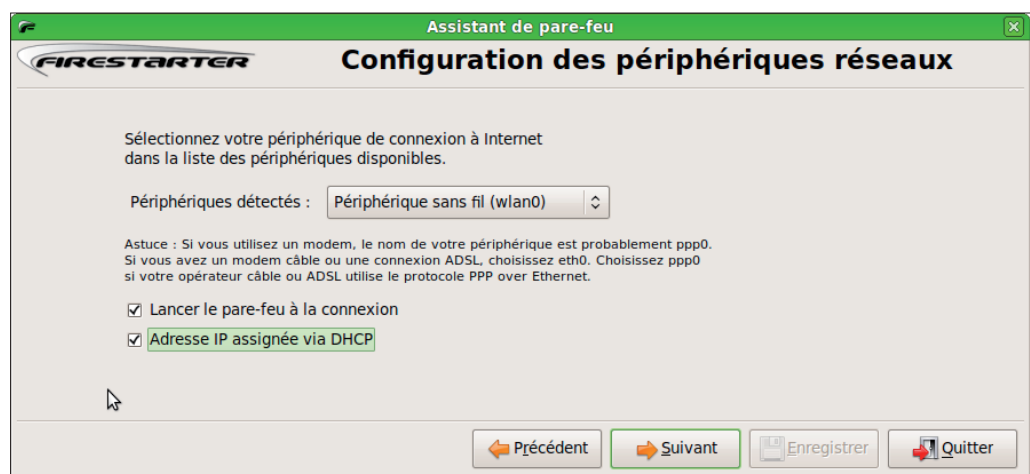 Assistant de pare-feu
FIRESTARTER
Configuration des périphériques réseaux
Sélectionnez votre périphérique de connexion à Internet
dans la liste des périphériques disponibles.
Périphériques détectés : Périphérique sans fil (wlan0)
Astuce : Si vous utilisez un modem, le nom de votre périphérique est probablement ppp0.
Si vous avez un modem câble ou une connexion ADSL, choisissez eth0. Choisissez ppp0
si votre opérateur câble ou ADSL utilise le protocole PPP over Ethernet.
Lancer le pare-feu à la connexion
Adresse IP assignée via DHCP
Précédent Suivant Enregistrer Quitter